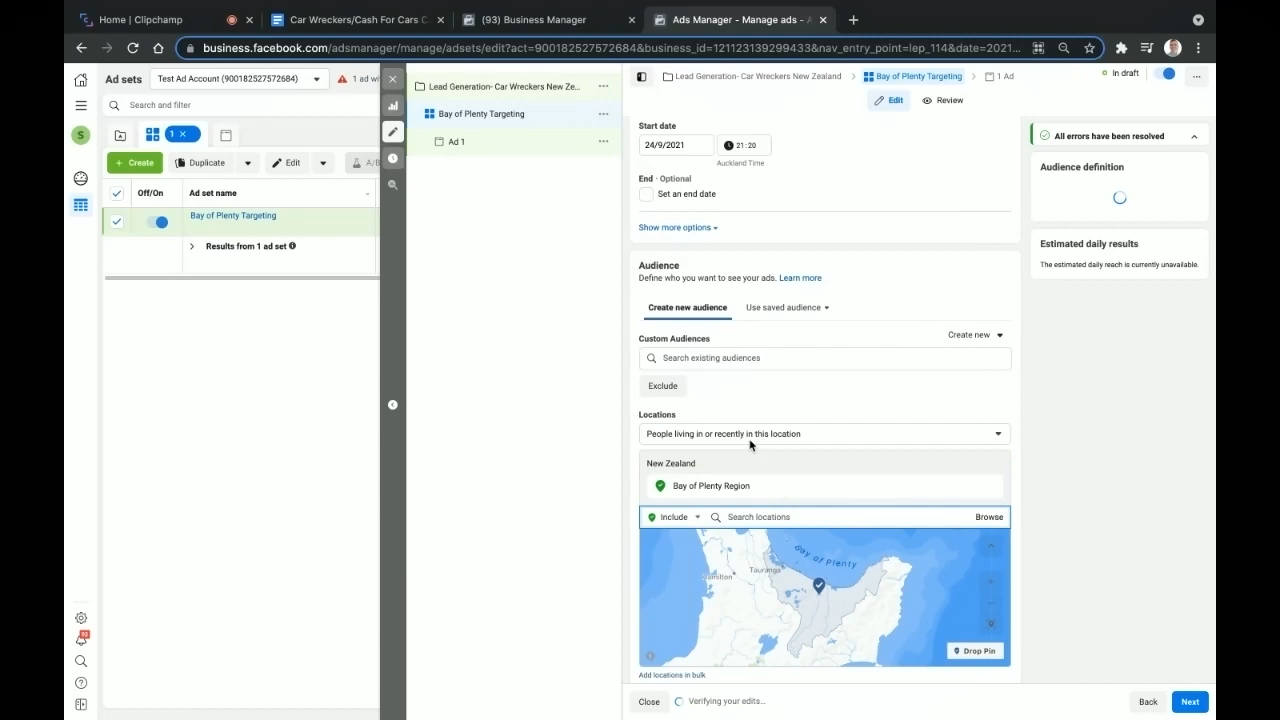 Home | Clipchamp
Car Wreckers/Cash For Cars C
(93) Business Manager
Ads Manager - Manage ads - A
business.facebook.com/adsmanager/manage/adsets/edit?act=900182527572684&business_id=121123139299433&nav_entry_point=lep_114&date=2021...
Ad sets
Test Ad Account (900182527572684)
1 ad wi
Search and filter
1
Create
Duplicate
Edit
A/B
Off/On
Ad set name
Bay of Plenty Targeting
Results from 1 ad set
S
93
Lead Generation- Car Wreckers New Ze...
Bay of Plenty Targeting
Ad 1
Lead Generation- Car Wreckers New Zealand
Bay of Plenty Targeting
1 Ad
In draft
Edit
Review
Start date
24/9/2021
21:20
Auckland Time
End · Optional
Set an end date
Show more options
Audience
Define who you want to see your ads. Learn more
Create new audience
Use saved audience
Custom Audiences
Create new
Search existing audiences
Exclude
Locations
People living in or recently in this location
New Zealand
Bay of Plenty Region
Include
Search locations
Browse
Bay of Plenty
Tauranga
Hamilton
Drop Pin
Add locations in bulk
Close
Verifying your edits...
Back
Next
All errors have been resolved
Audience definition
Estimated daily results
The estimated daily reach is currently unavailable.